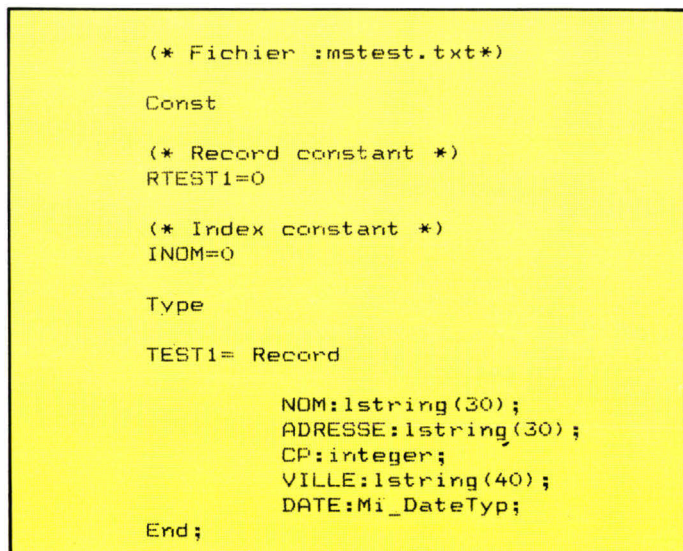 (* Fichier :mstest.txt*)
Const
(* Record constant *)
RTEST1=0
(* Index constant *)
INOM=0
Type
TEST1= Record
NOM:lstring(30);
ADRESSE:lstring(30);
CP:integer;
VILLE:lstring(40);
DATE:Mi_DateTyp;
End;